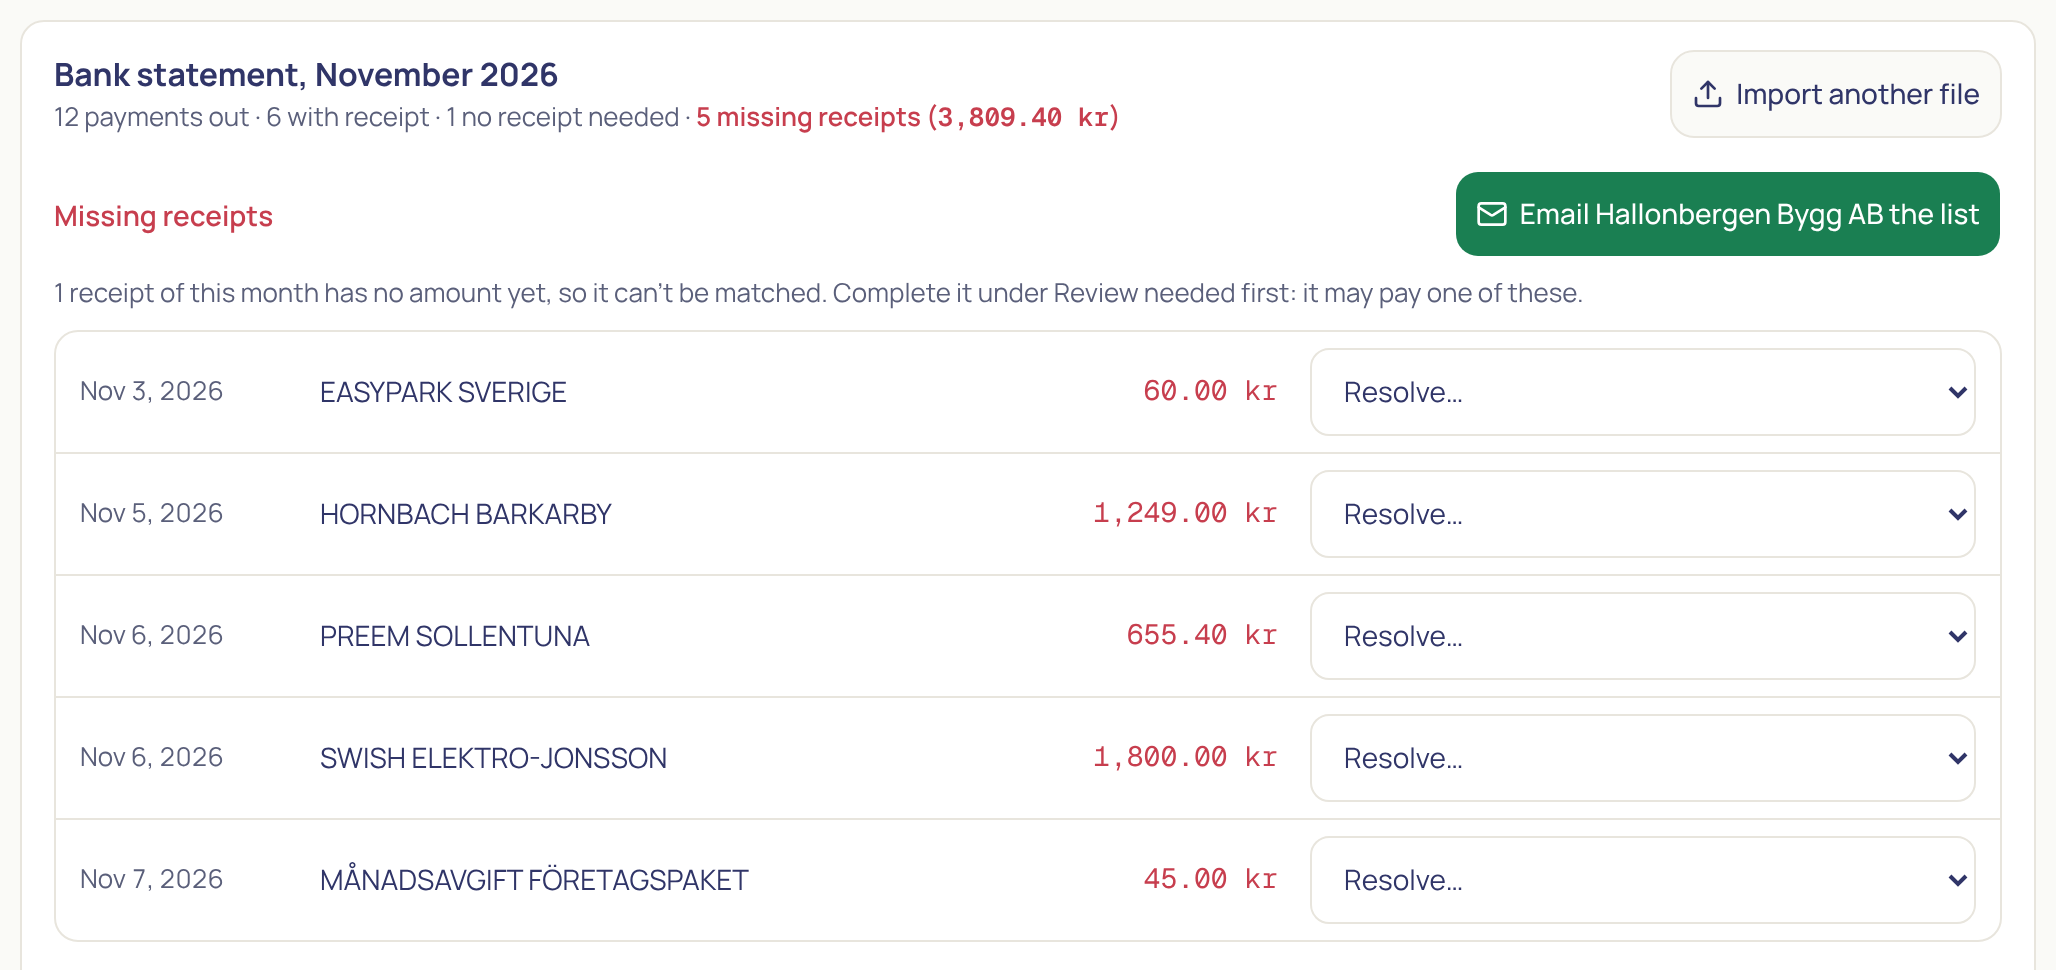 Bank statement, November 2026
12 payments out · 6 with receipt · 1 no receipt needed · 5 missing receipts (3,809.40 kr)
Import another file
Missing receipts
Email Hallonbergen Bygg AB the list
1 receipt of this month has no amount yet, so it can't be matched. Complete it under Review needed first: it may pay one of these.
Nov 3, 2026 EASYPARK SVERIGE 60.00 kr Resolve...
Nov 5, 2026 HORNBACH BARKARBY 1,249.00 kr Resolve...
Nov 6, 2026 PREEM SOLLENTUNA 655.40 kr Resolve...
Nov 6, 2026 SWISH ELEKTRO-JONSSON 1,800.00 kr Resolve...
Nov 7, 2026 MÅNADSAVGIFT FÖRETAGSPAKET 45.00 kr Resolve...